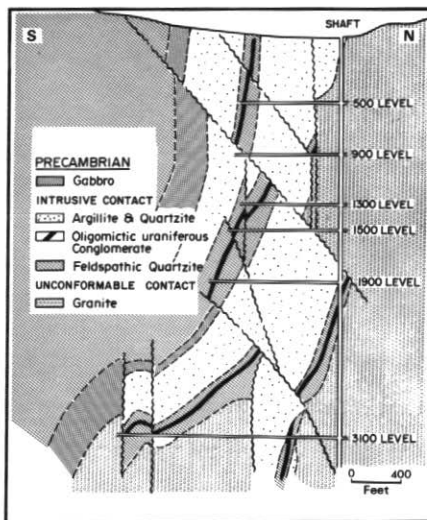 SHAFT
S
N
500 LEVEL
900 LEVEL
1300 LEVEL
1500 LEVEL
1900 LEVEL
3100 LEVEL
PRECAMBRIAN
Gabbro
INTRUSIVE CONTACT
Argillite & Quartzite
Oligomictic uraniferous
Conglomerate
Feldspathic Quartzite
UNCONFORMABLE CONTACT
Granite
0 400
Feet